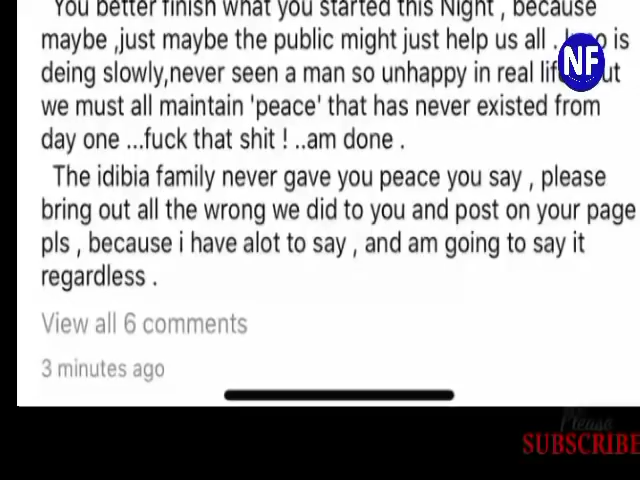 You better finish what you started this Night , because
maybe ,just maybe the public might just help us all . is
deing slowly,never seen a man so unhappy in real
we must all maintain 'peace' that has never existed from
day one ...fuck that shit ! ..am done .
The idibia family never gave you peace you say , please
bring out all the wrong we did to you and post on your page
pls , because i have alot to say , and am going to say it
regardless .
View all 6 comments
3 minutes ago
NF
Please
SUBSCRIBE